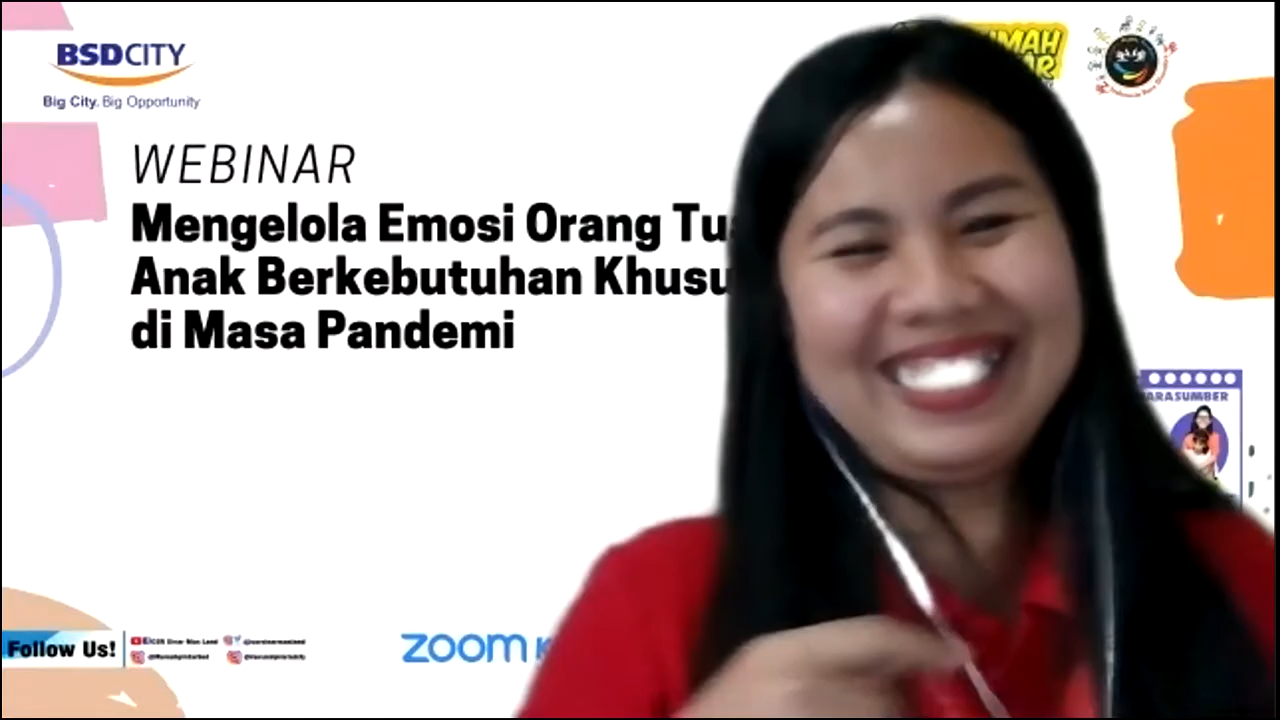 BSDCITY
Big City. Big Opportunity
WEBINAR
Mengelola Emosi Orang Tu
Anak Berkebutuhan Khusu
di Masa Pandemi
ARASUMBER
Follow Us!
zoom